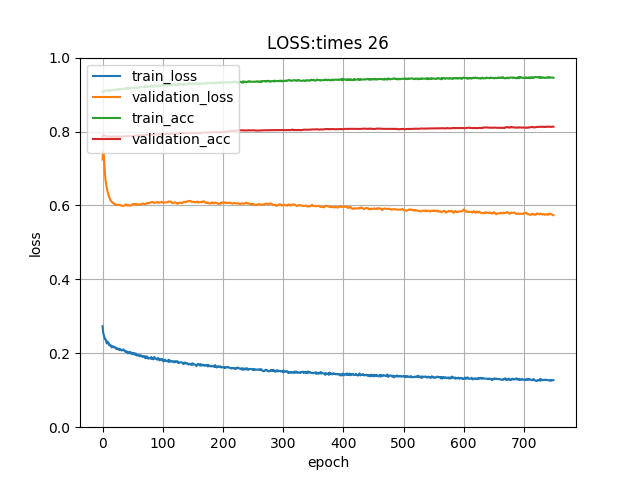 LOSS:times 26
1.0
0.8
0.6
0.4
0.2
0.0
loss
train_loss
validation_loss
train_acc
validation_acc
0 100 200 300 400 500 600 700
epoch